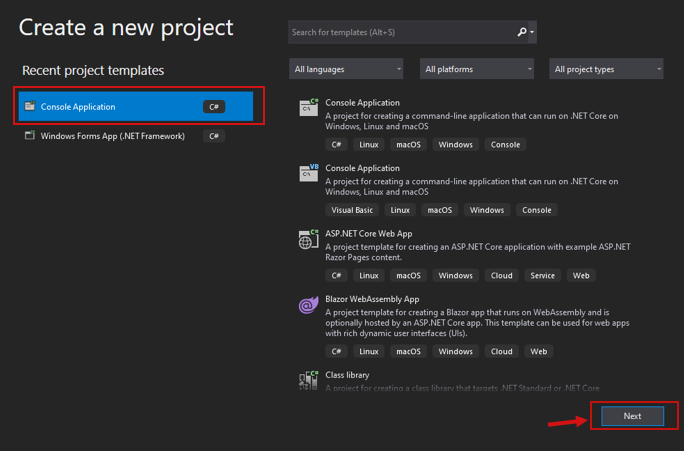 Create a new project
Search for templates (Alt+S)
Recent project templates
All languages
All platforms
All project types
Console Application
C#
Windows Forms App (.NET Framework)
C#
C#
C:\
Console Application
A project for creating a command-line application that can run on .NET Core on
Windows, Linux and macOS
C#
Linux
macOS
Windows
Console
VB
C:\
Console Application
A project for creating a command-line application that can run on .NET Core on
Windows, Linux and macOS
Visual Basic
Linux
macOS
Windows
Console
C#
ASP.NET Core Web App
A project template for creating an ASP.NET Core application with example ASP.NET
Razor Pages content.
C#
Linux
macOS
Windows
Cloud
Service
Web
Blazor WebAssembly App
A project template for creating a Blazor app that runs on WebAssembly and is
optionally hosted by an ASP.NET Core app. This template can be used for web apps
with rich dynamic user interfaces (UIs).
C#
Linux
macOS
Windows
Cloud
Web
C#
Class library
A project for creating a class library that targets .NET Standard or .NET Core
Next